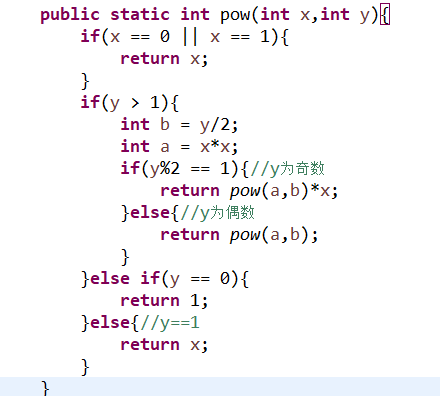 public static int pow(int x,int y){
if(x == 0 || x == 1){
return x;
}
if(y > 1){
int b = y/2;
int a = x*x;
if(y%2 == 1){//y为奇数
return pow(a,b)*x;
}else{//y为偶数
return pow(a,b);
}
}else if(y == 0){
return 1;
}else{//y==1
return x;
}
}